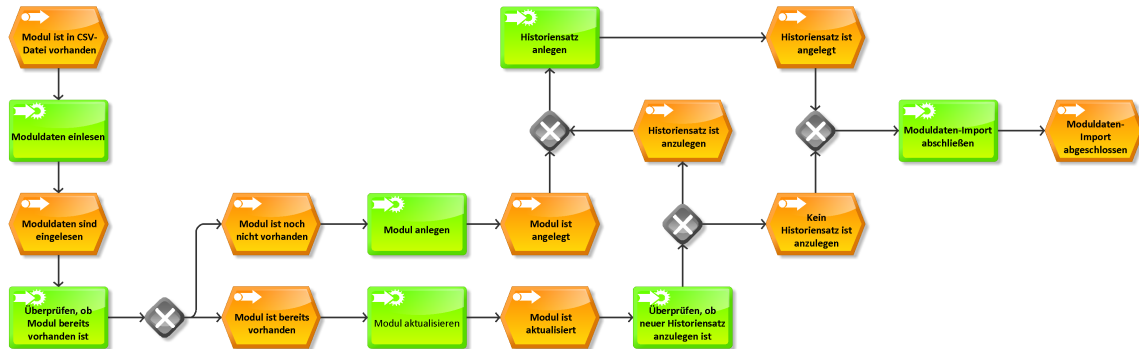 Modul ist in CSV-
Datei vorhanden
Historiensatz
anlegen
Historiensatz ist
angelegt
Moduldaten einlesen
Historiensatz ist
anzulegen
Moduldaten-Import
abschließen
Moduldaten-
Import
abgeschlossen
Moduldaten sind
eingelesen
Modul ist noch
nicht vorhanden
Modul anlegen
Modul ist
angelegt
Kein
Historiensatz ist
anzulegen
Überprüfen, ob
Modul bereits
vorhanden ist
Modul ist bereits
vorhanden
Modul aktualisieren
Modul ist
aktualisiert
Überprüfen, ob
neuer Historiensatz
anzulegen ist